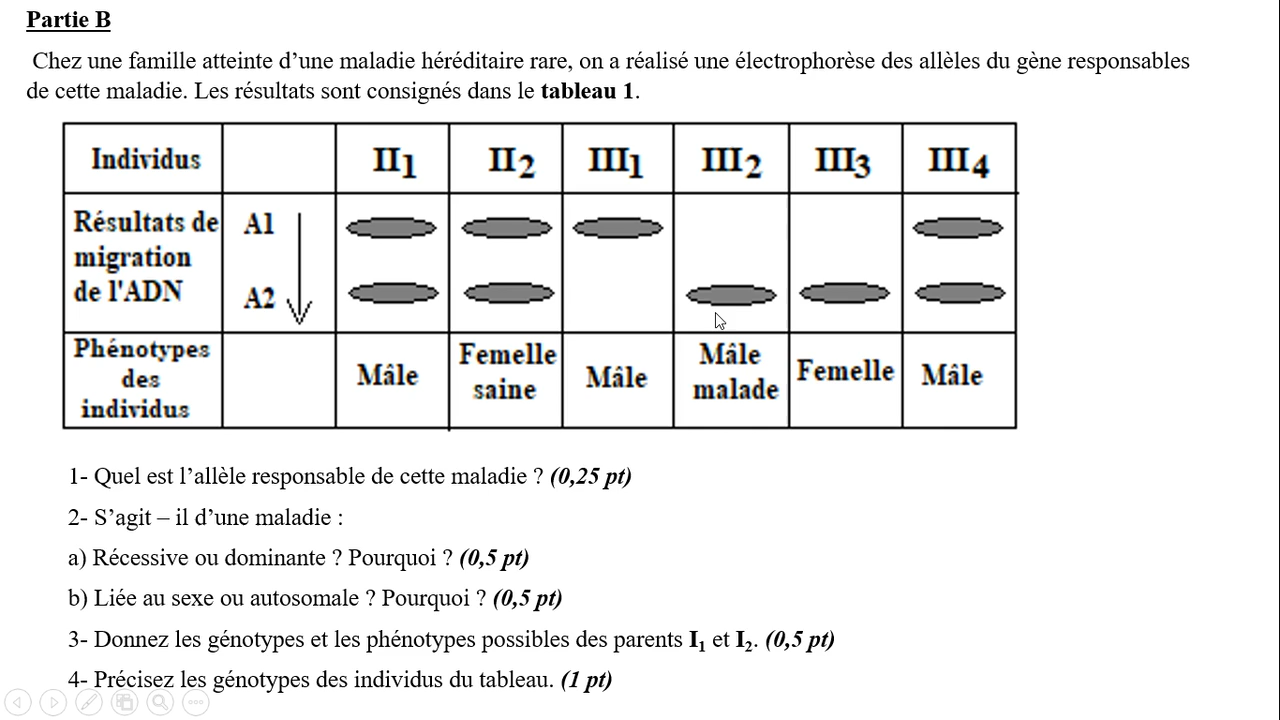 Partie B
Chez une famille atteinte d’une maladie héréditaire rare, on a réalisé une électrophorèse des allèles du gène responsables
de cette maladie. Les résultats sont consignés dans le tableau 1.
Individus II1 II2 III1 III2 III3 III4
Résultats de A1
migration
de l'ADN A2
Phénotypes
des
individus
Mâle
Femelle
saine
Mâle
Mâle
malade
Femelle
Mâle
1- Quel est l’allèle responsable de cette maladie ? (0,25 pt)
2- S’agit – il d’une maladie :
a) Récessive ou dominante ? Pourquoi ? (0,5 pt)
b) Liée au sexe ou autosomale ? Pourquoi ? (0,5 pt)
3- Donnez les génotypes et les phénotypes possibles des parents I1 et I2. (0,5 pt)
4- Précisez les génotypes des individus du tableau. (1 pt)